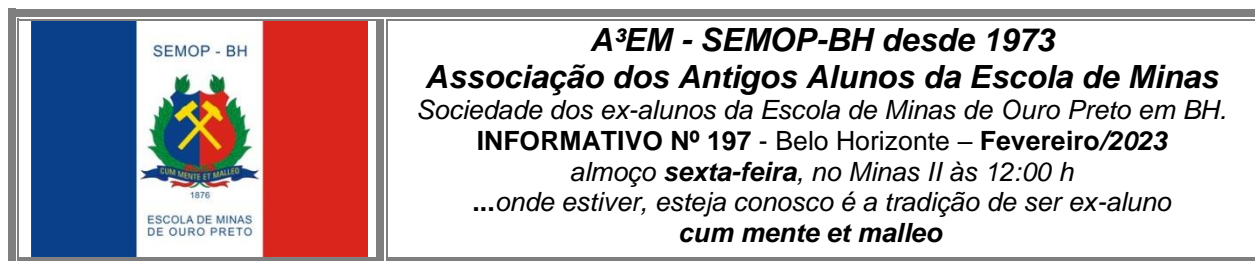 SEMOP - BH
CUM MENTE ET MALLEO
1876
ESCOLA DE MINAS
DE OURO PRETO
A³EM - SEMOP-BH desde 1973
Associação dos Antigos Alunos da Escola de Minas
Sociedade dos ex-alunos da Escola de Minas de Ouro Preto em BH.
INFORMATIVO Nº 197 - Belo Horizonte – Fevereiro/2023
almoço sexta-feira, no Minas II às 12:00 h
...onde estiver, esteja conosco é a tradição de ser ex-aluno
cum mente et malleo